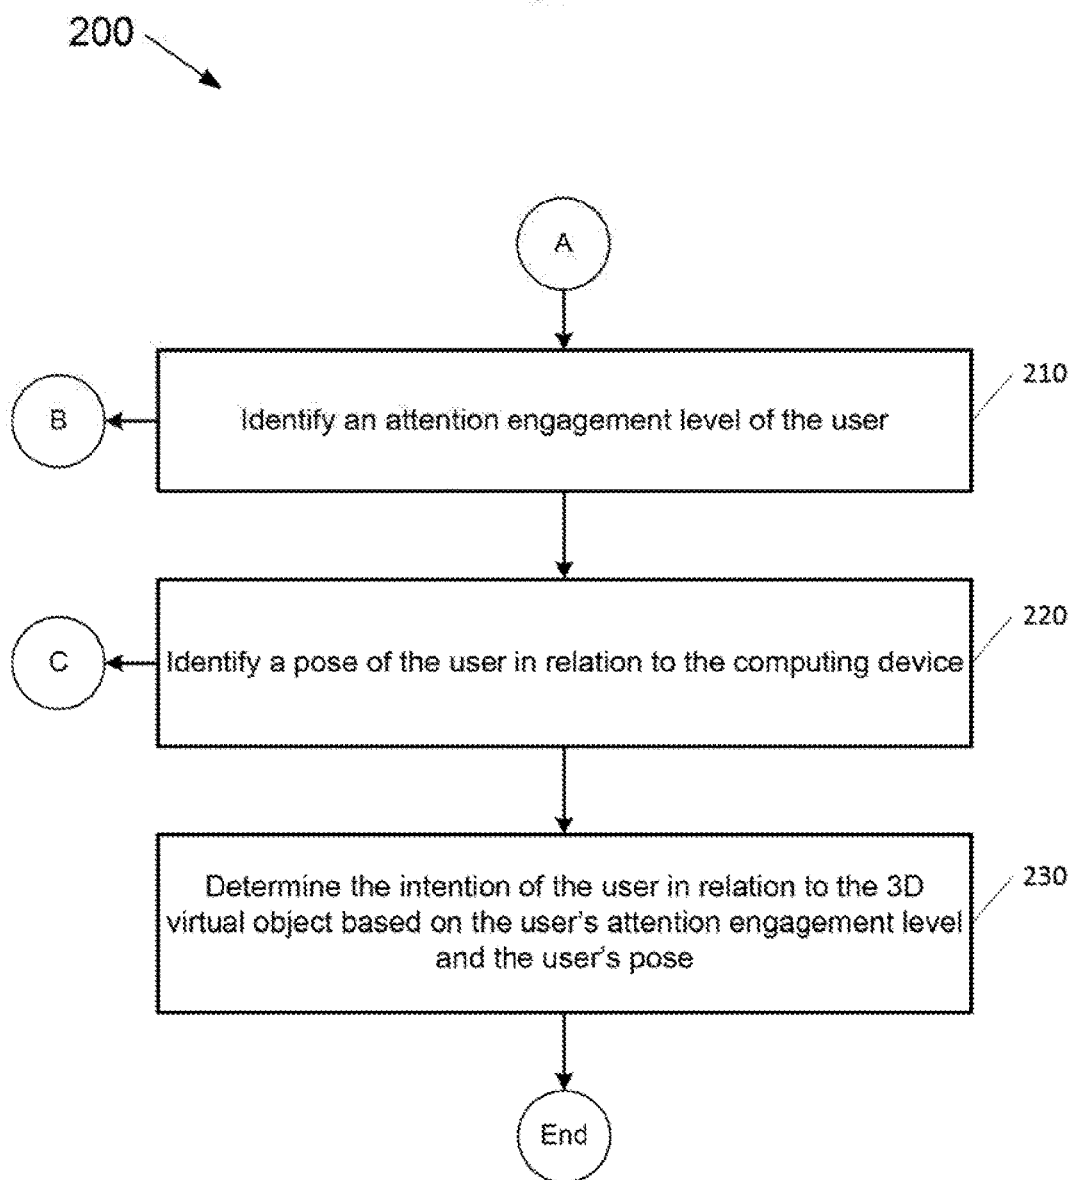 200
A
210
B
Identify an attention engagement level of the user
220
C
Identify a pose of the user in relation to the computing device
230
Determine the intention of the user in relation to the 3D
virtual object based on the user's attention engagement level
and the user's pose
End